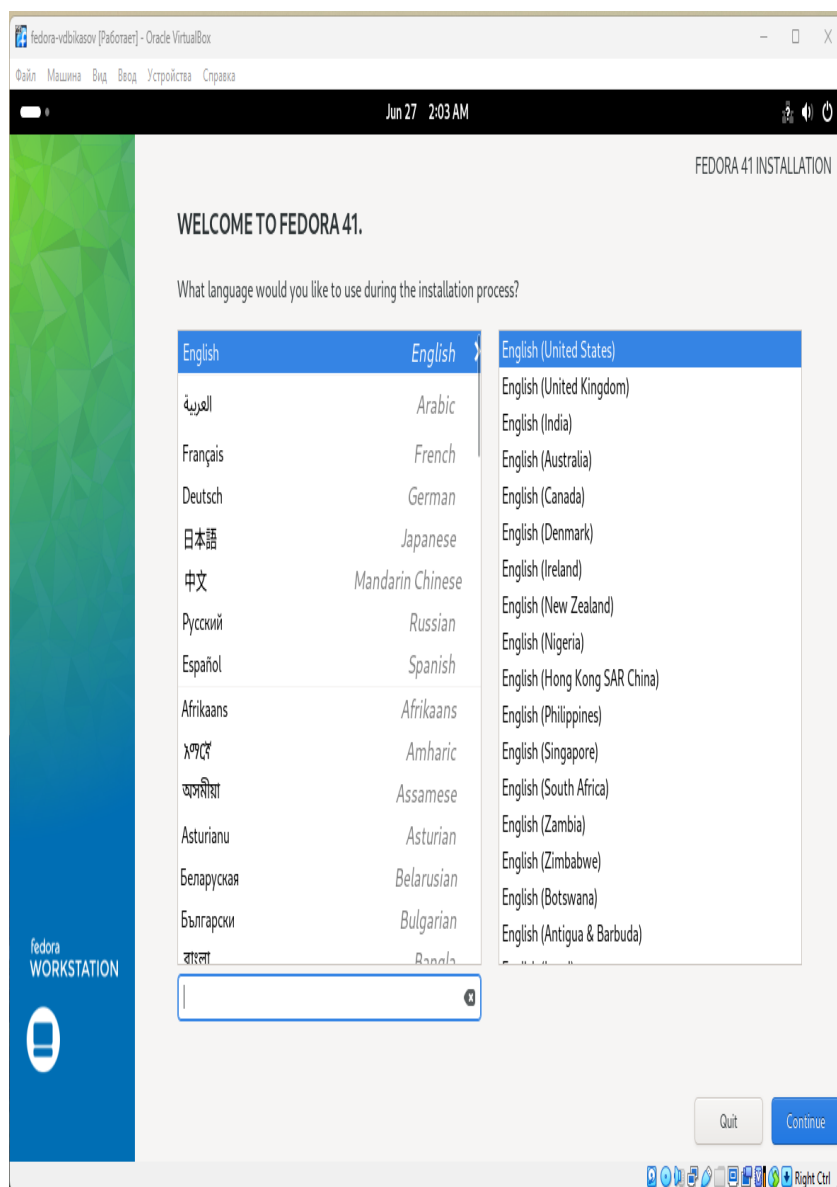 fedora-vdbikasov [Работает] - Oracle VirtualBox
Файл Машина Вид Ввод Устройства Справка
Jun 27 2:03 AM
FEDORA 41 INSTALLATION
WELCOME TO FEDORA 41.
What language would you like to use during the installation process?
English English
العربية Arabic
Français French
Deutsch German
日本語 Japanese
中文 Mandarin Chinese
Русский Russian
Español Spanish
Afrikaans Afrikaans
አማርኛ Amharic
অসমীয়া Assamese
Asturianu Asturian
Беларуская Belarusian
Български Bulgarian
বাংলা Bangla
English (United States)
English (United Kingdom)
English (India)
English (Australia)
English (Canada)
English (Denmark)
English (Ireland)
English (New Zealand)
English (Nigeria)
English (Hong Kong SAR China)
English (Philippines)
English (Singapore)
English (South Africa)
English (Zambia)
English (Zimbabwe)
English (Botswana)
English (Antigua & Barbuda)
fedora
WORKSTATION
Quit
Continue
Right Ctrl